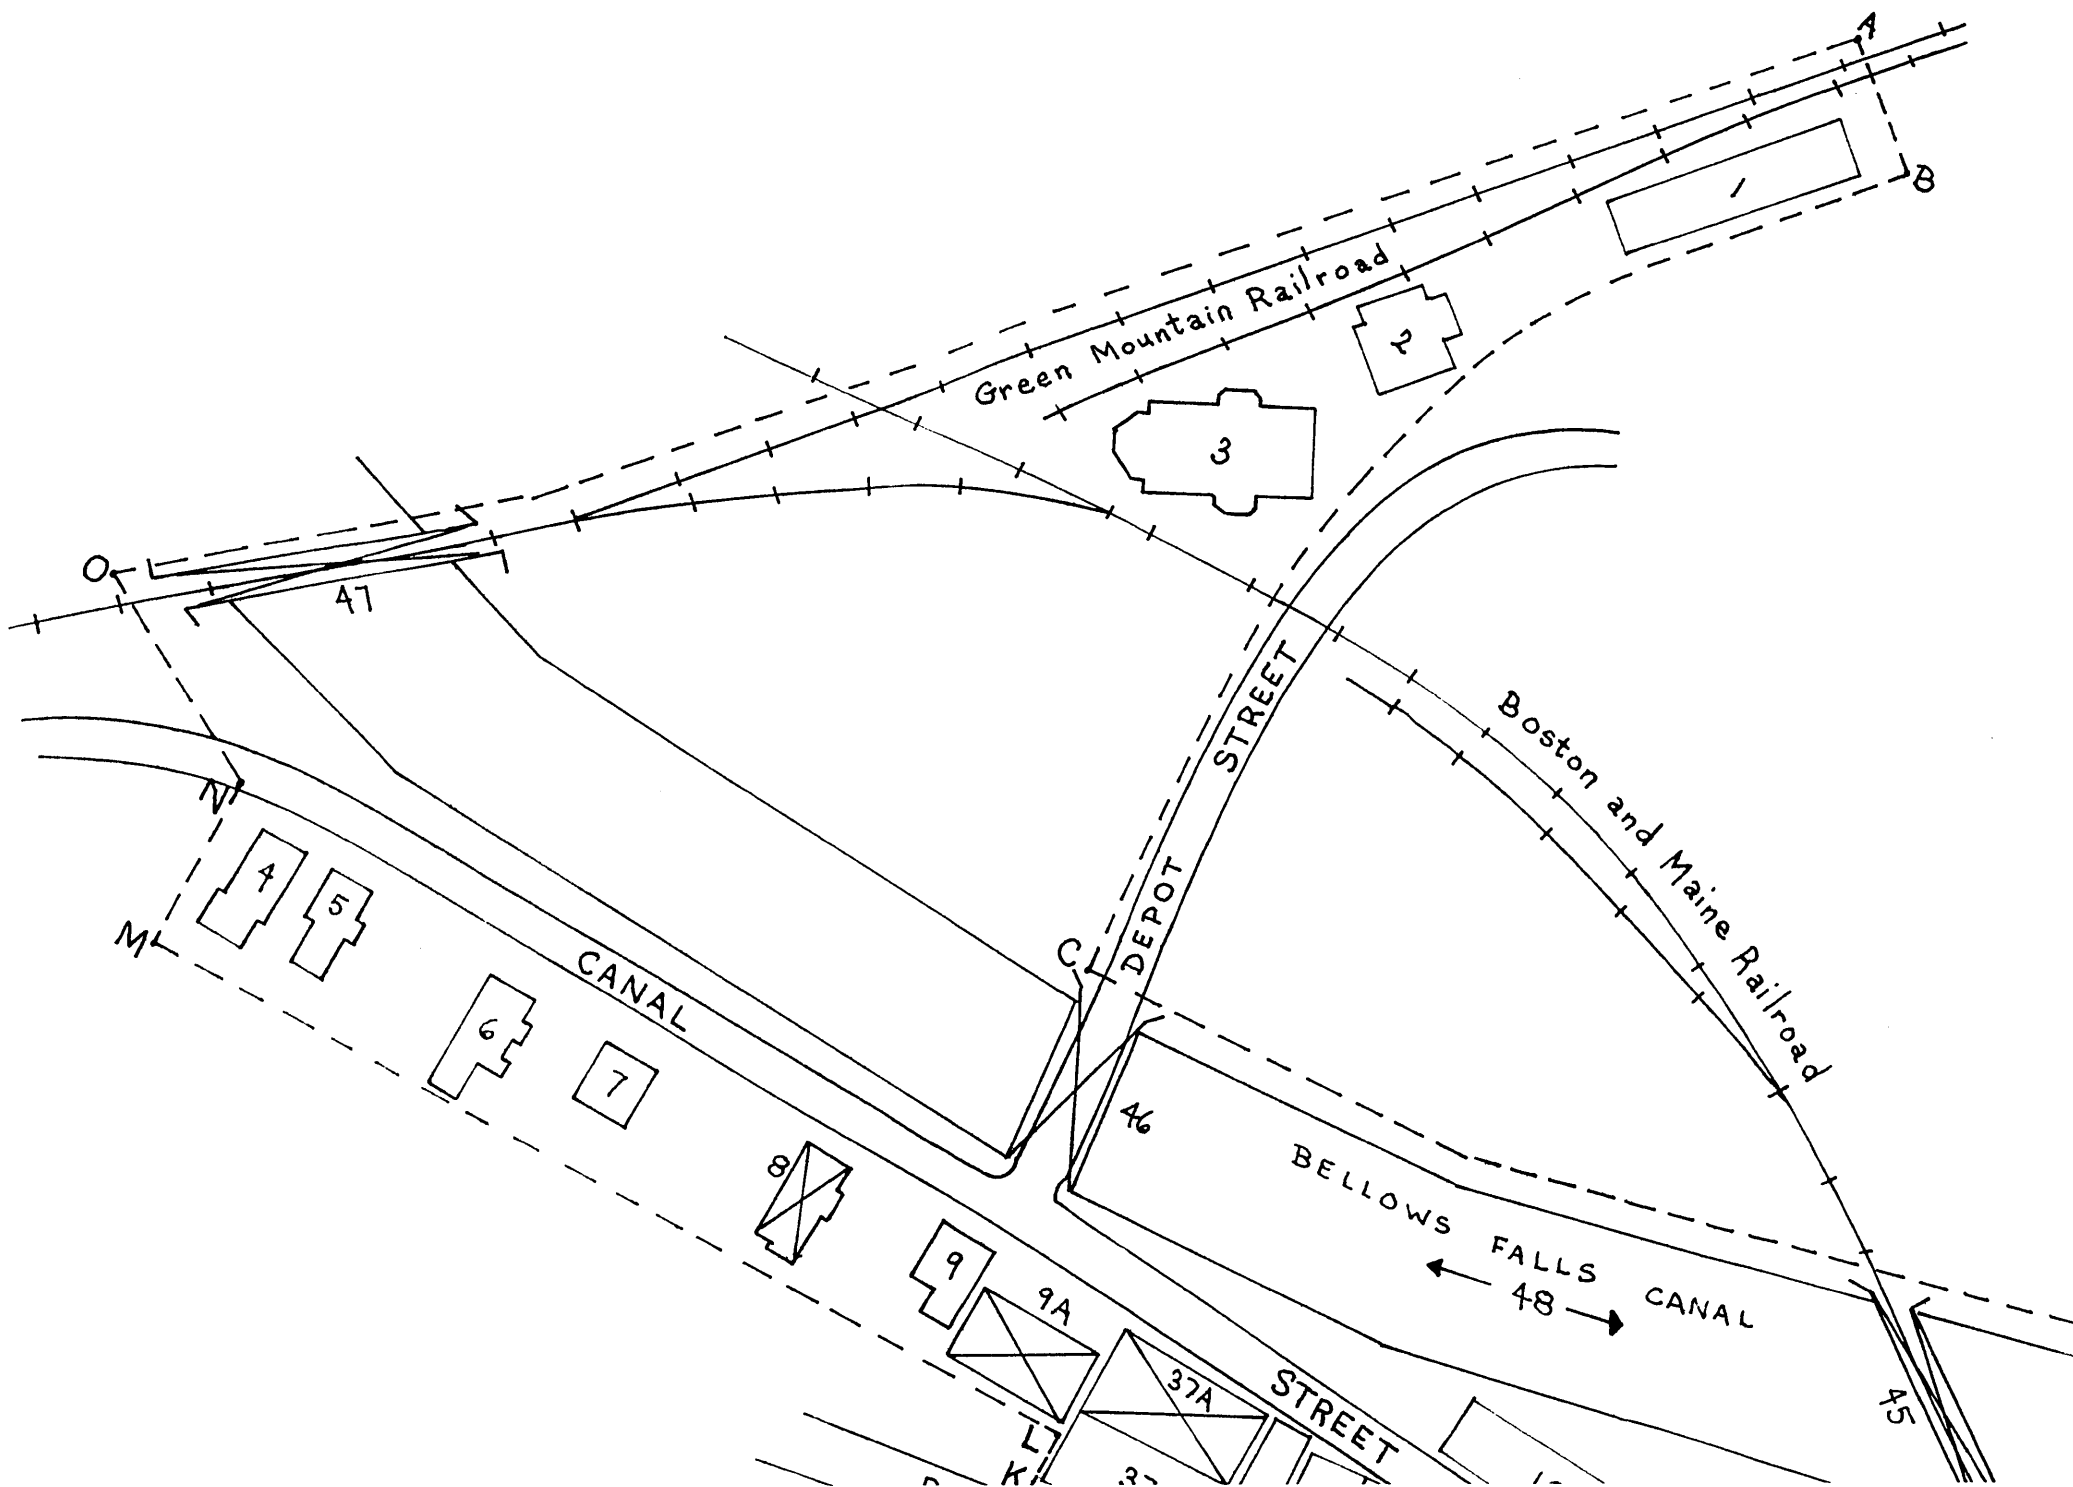 A
B
1
Green Mountain Railroad
2
3
O
47
N
M
4
5
6
7
8
9
9A
CANAL
STREET
C
DEPOT STREET
Boston and Maine Railroad
46
BELLOWS FALLS CANAL
48
45
37A
L
K